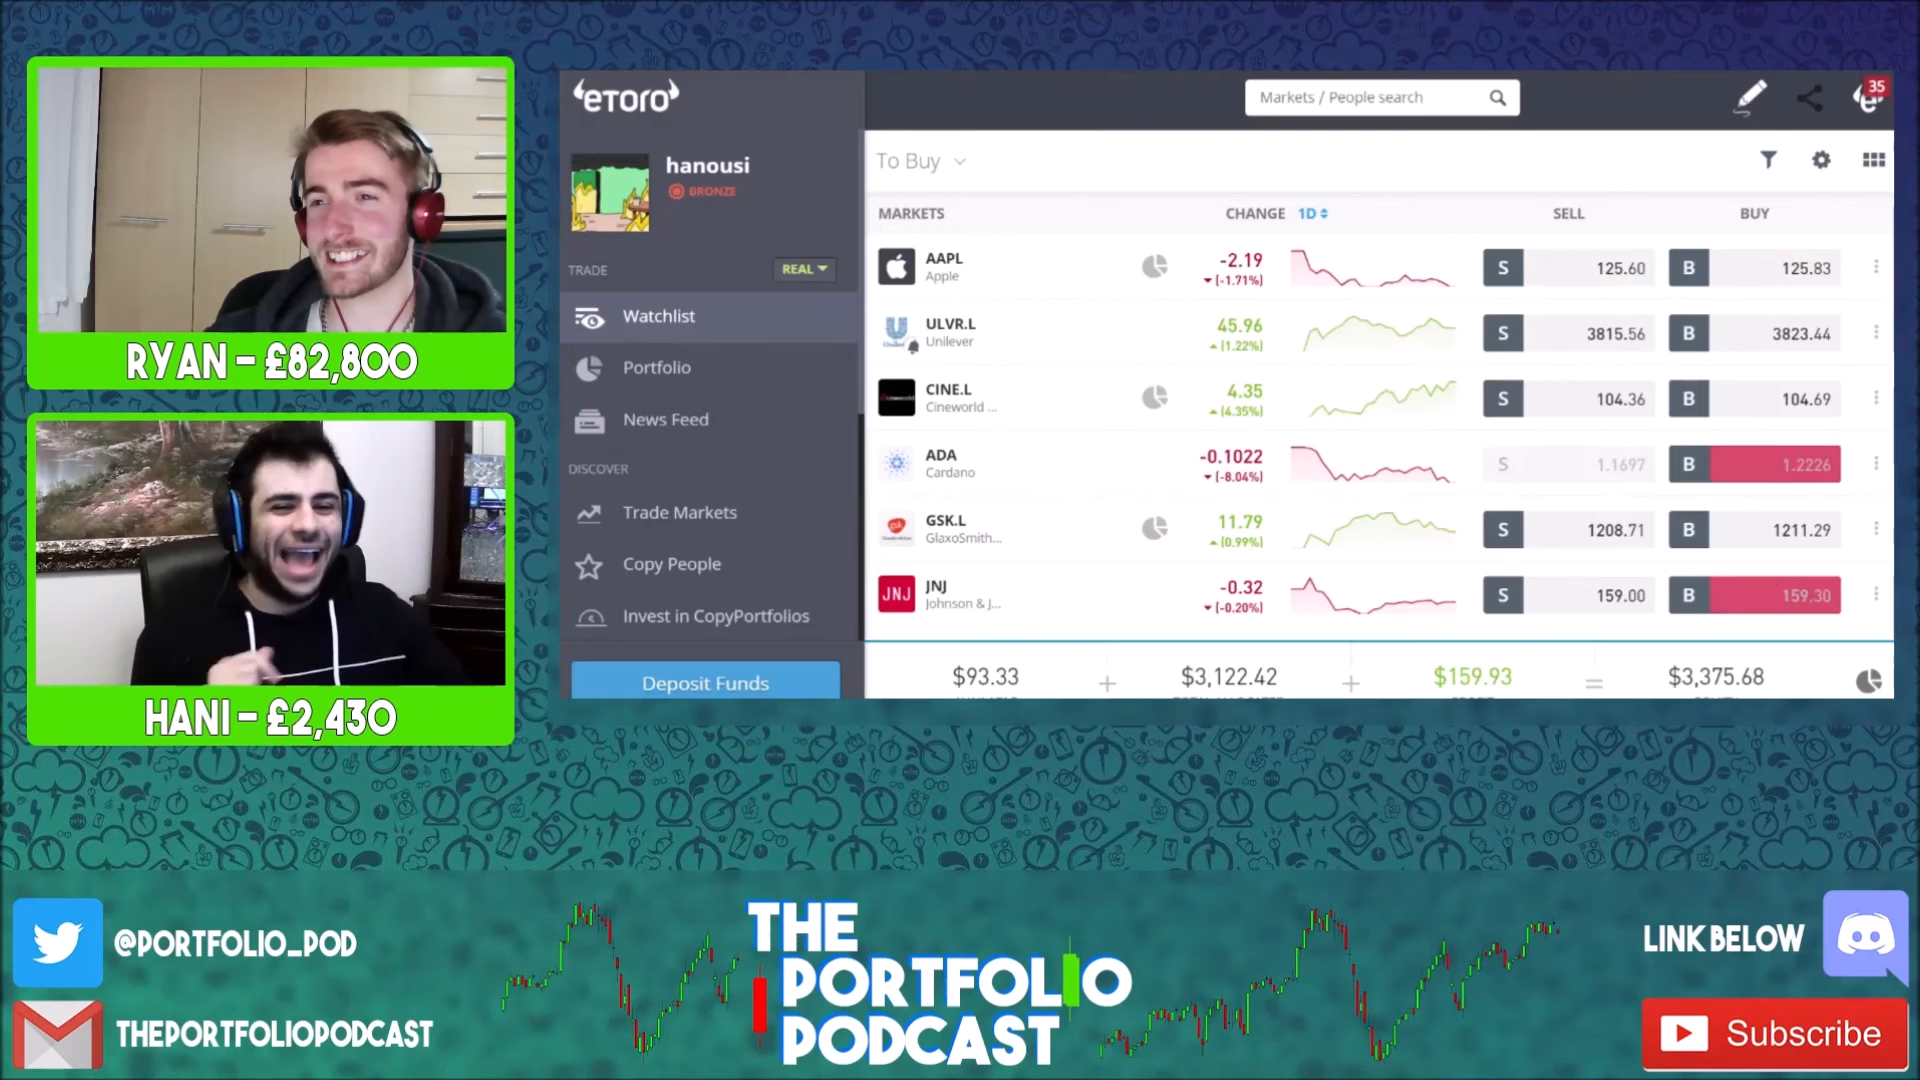 RYAN - £82,800
HANI - £2,430
eToro
Markets / People search
35
hanousi
BRONZE
TRADE
REAL
Watchlist
Portfolio
News Feed
DISCOVER
Trade Markets
Copy People
Invest in CopyPortfolios
Deposit Funds
To Buy
MARKETS CHANGE 1D SELL BUY
AAPL
Apple
-2.19
(-1.71%)
S 125.60 B 125.83
ULVR.L
Unilever
45.96
(1.22%)
S 3815.56 B 3823.44
CINE.L
Cineworld ...
4.35
(4.35%)
S 104.36 B 104.69
ADA
Cardano
-0.1022
(-8.04%)
S 1.1697 B 1.2226
GSK.L
GlaxoSmith...
11.79
(0.99%)
S 1208.71 B 1211.29
JNJ
JNJ
Johnson & J...
-0.32
(-0.20%)
S 159.00 B 159.30
$93.33 + $3,122.42 + $159.93 = $3,375.68
@PORTFOLIO_POD
THEPORTFOLIOPODCAST
THE
PORTFOLIO
PODCAST
LINK BELOW
Subscribe